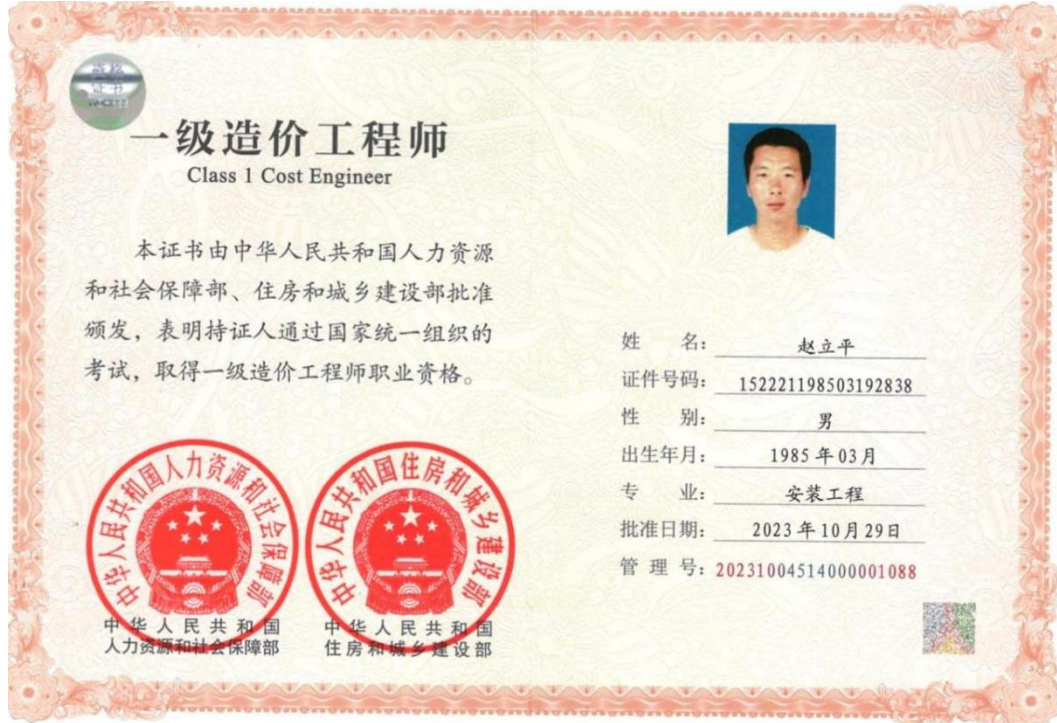 一级造价工程师
Class 1 Cost Engineer
本证书由中华人民共和国人力资源
和社会保障部、住房和城乡建设部批准
颁发，表明持证人通过国家统一组织的
考试，取得一级造价工程师职业资格。
中华人民共和国人力资源和社会保障部
中华人民共和国住房和城乡建设部
中华人民共和国
人力资源和社会保障部
中华人民共和国
住房和城乡建设部
姓名：赵立平
证件号码：152221198503192838
性别：男
出生年月：1985年03月
专业：安装工程
批准日期：2023年10月29日
管理号：20231004514000001088